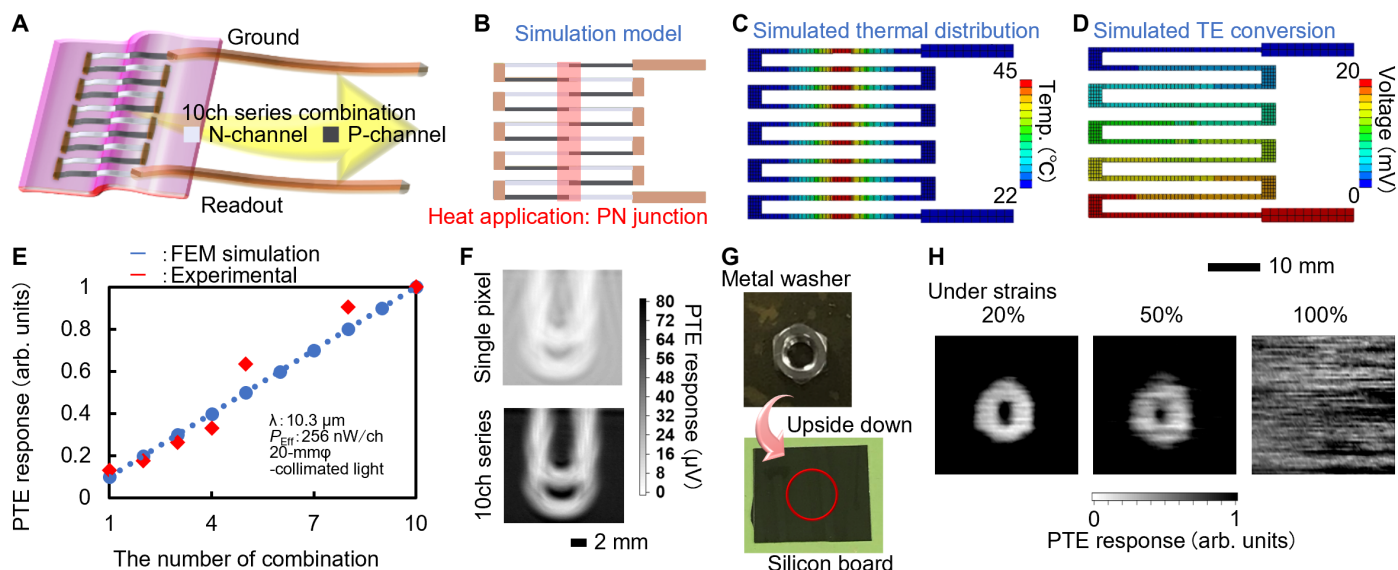 A
Ground
10ch series combination
N-channel P-channel
Readout
B
Simulation model
Heat application: PN junction
C
Simulated thermal distribution
45
Temp. (℃)
22
D
Simulated TE conversion
20
Voltage (mV)
0
E
: FEM simulation
: Experimental
PTE response (arb. units)
1
0.8
0.6
0.4
0.2
0
1 4 7 10
The number of combination
λ: 10.3 µm
PEff: 256 nW/ch
20-mmφ
-collimated light
F
Single pixel
10ch series
80
72
64
56
48
40
32
24
16
8
0
PTE response (µV)
2 mm
G
Metal washer
Upside down
Silicon board
H
10 mm
Under strains
20% 50% 100%
0 1
PTE response (arb. units)